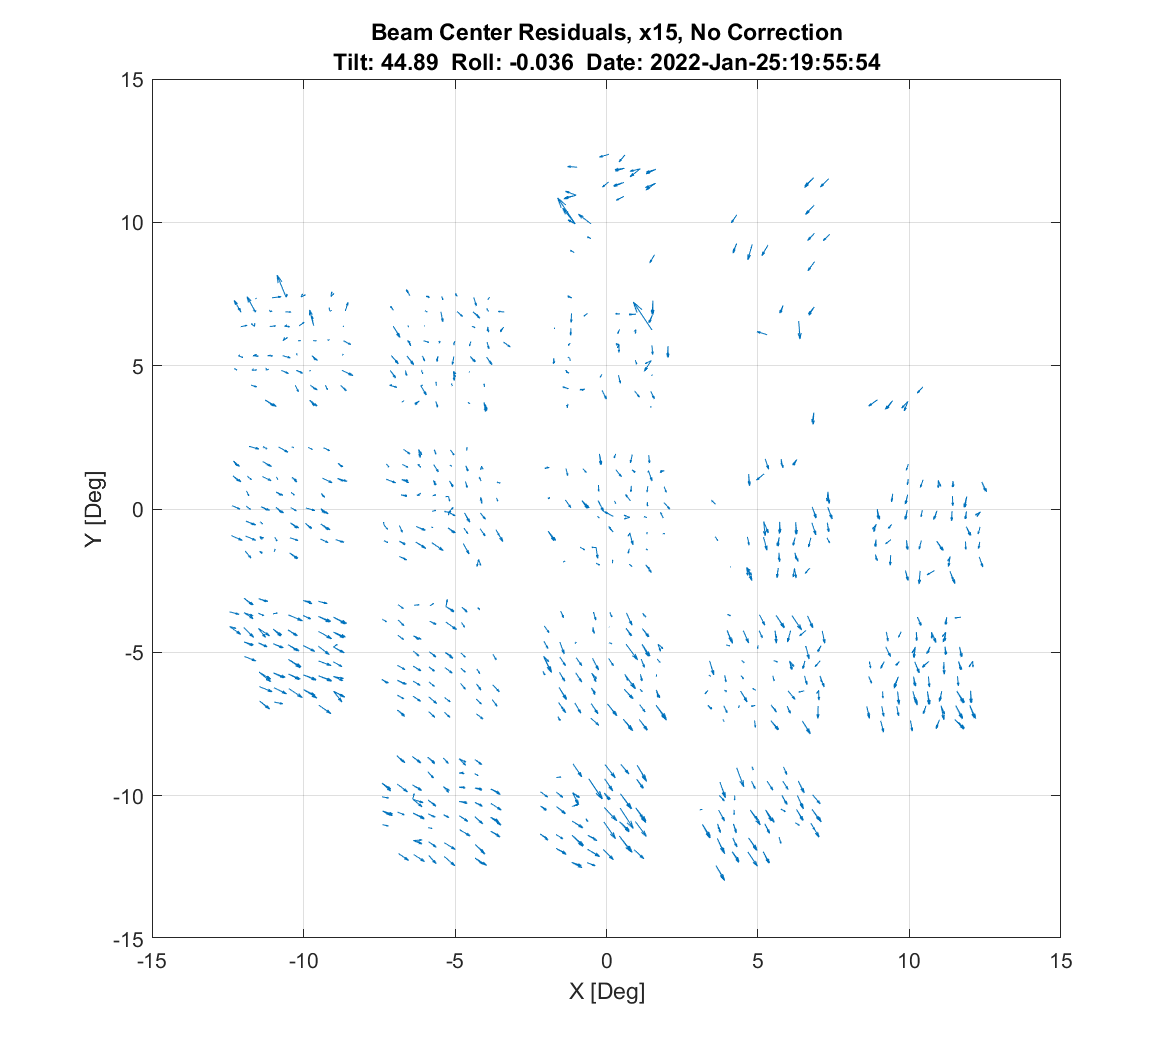 Beam Center Residuals, x15, No Correction
Tilt: 44.89 Roll: -0.036 Date: 2022-Jan-25:19:55:54
15
10
5
0
-5
-10
-15
Y [Deg]
-15 -10 -5 0 5 10 15
X [Deg]